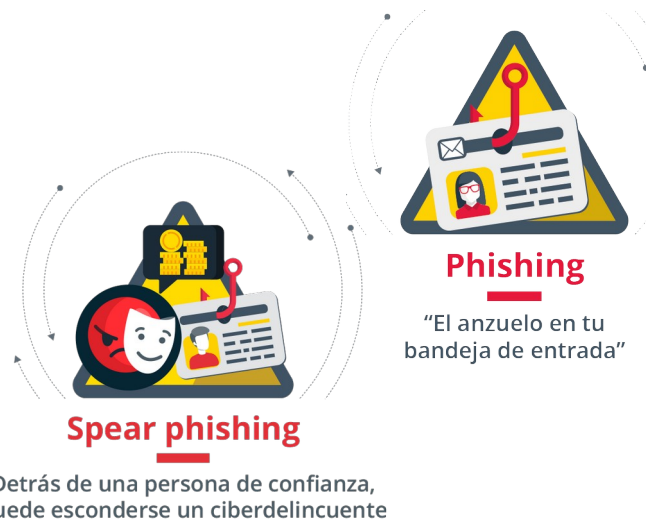 Phishing
“El anzuelo en tu
bandeja de entrada”
Spear phishing
Detrás de una persona de confianza,
uede esconderse un ciberdelincuente